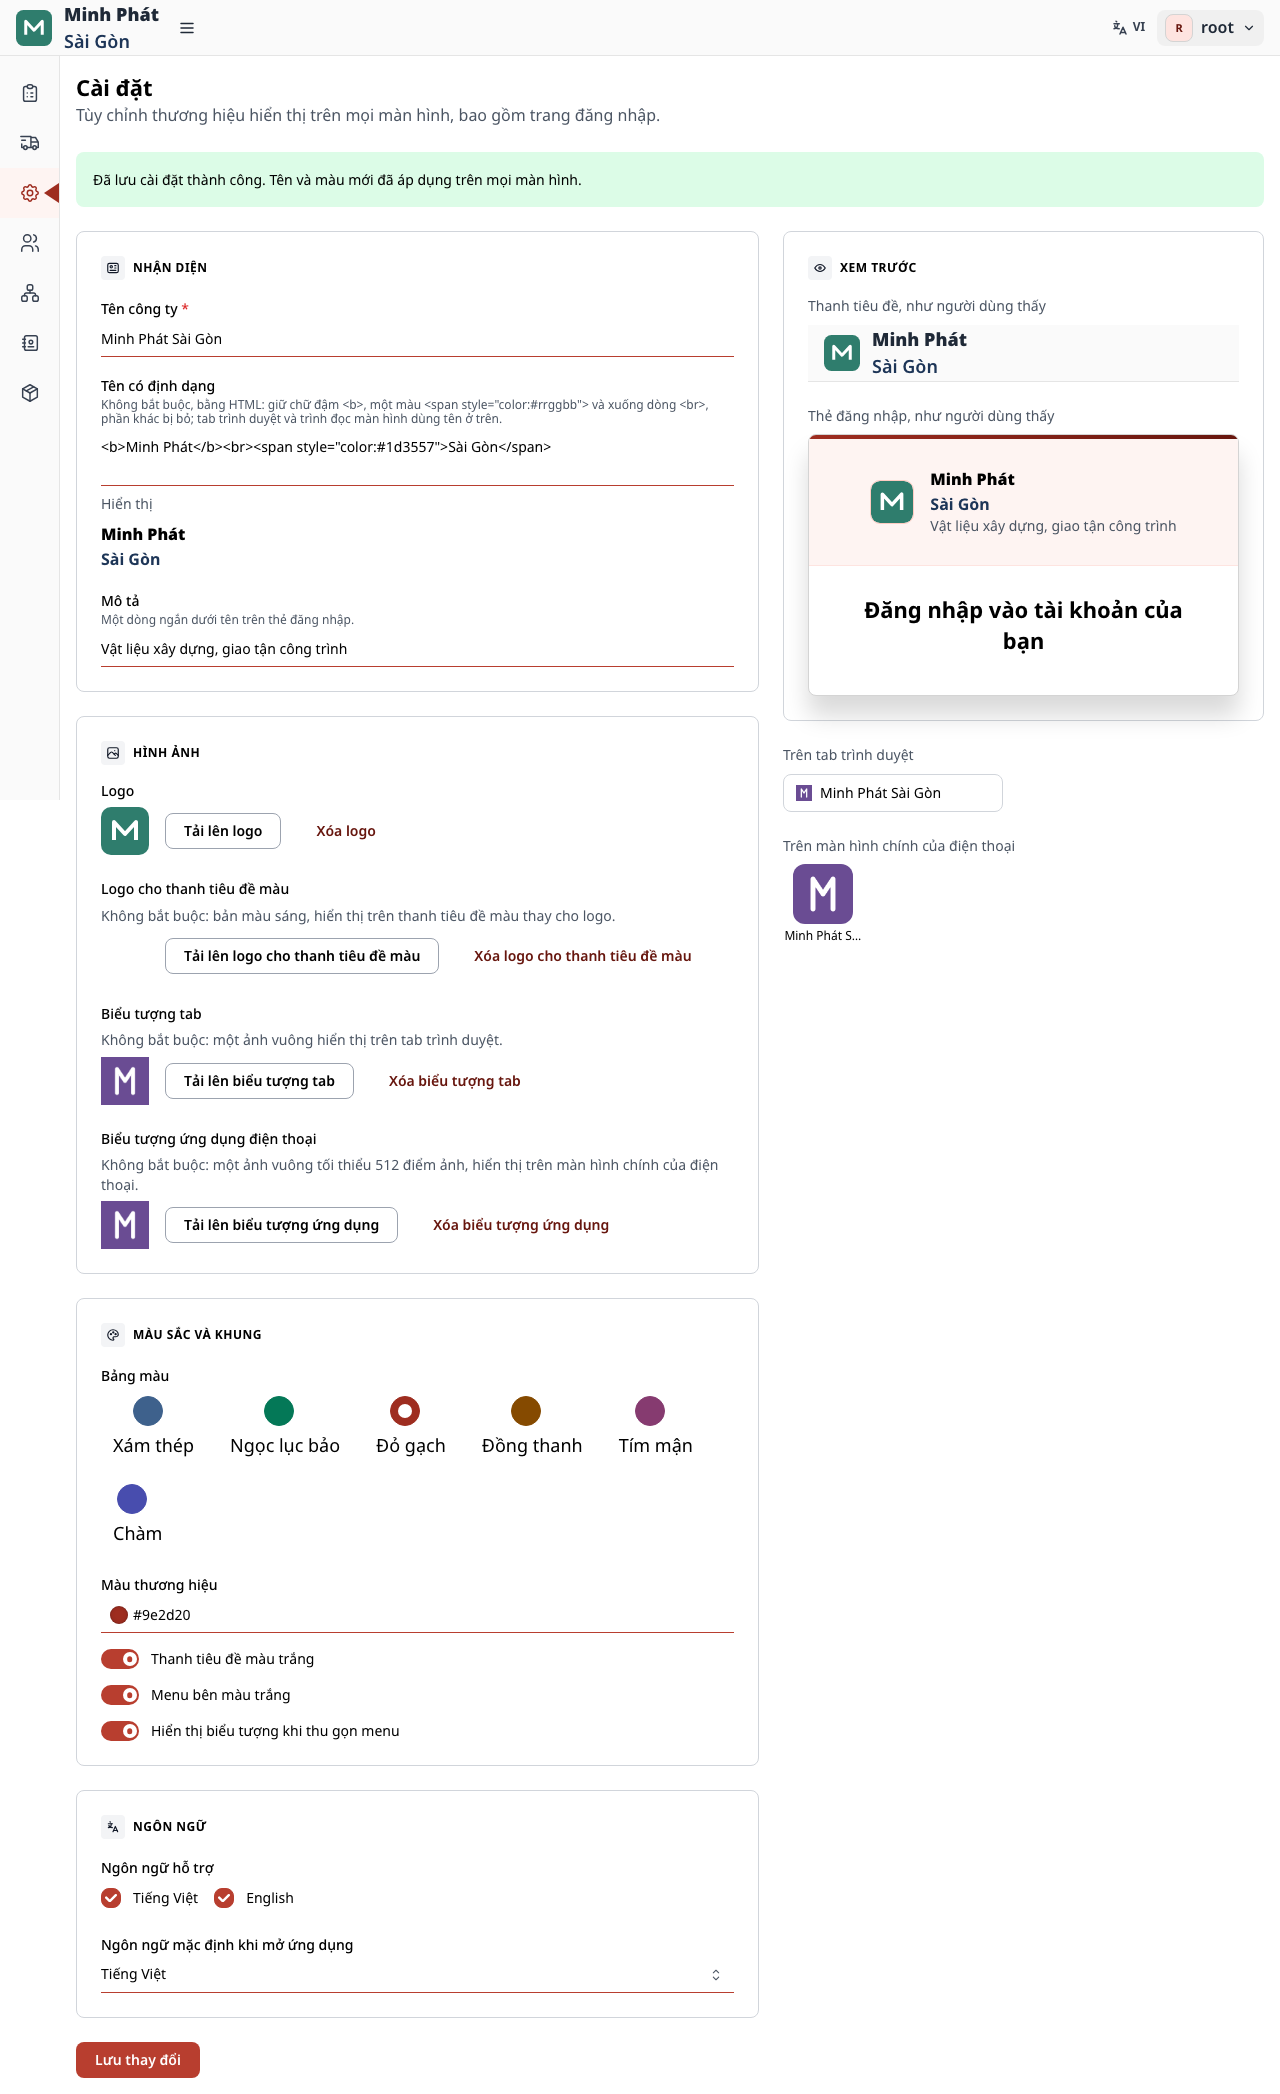 Minh Phát
Sài Gòn
VI
R
root
Cài đặt
Tùy chỉnh thương hiệu hiển thị trên mọi màn hình, bao gồm trang đăng nhập.
Đã lưu cài đặt thành công. Tên và màu mới đã áp dụng trên mọi màn hình.
NHẬN DIỆN
Tên công ty *
Minh Phát Sài Gòn
Tên có định dạng
Không bắt buộc, bằng HTML: giữ chữ đậm <b>, một màu <span style="color:#rrggbb"> và xuống dòng <br>,
phần khác bị bỏ; tab trình duyệt và trình đọc màn hình dùng tên ở trên.
<b>Minh Phát</b><br><span style="color:#1d3557">Sài Gòn</span>
Hiển thị
Minh Phát
Sài Gòn
Mô tả
Một dòng ngắn dưới tên trên thẻ đăng nhập.
Vật liệu xây dựng, giao tận công trình
HÌNH ẢNH
Logo
Tải lên logo
Xóa logo
Logo cho thanh tiêu đề màu
Không bắt buộc: bản màu sáng, hiển thị trên thanh tiêu đề màu thay cho logo.
Tải lên logo cho thanh tiêu đề màu
Xóa logo cho thanh tiêu đề màu
Biểu tượng tab
Không bắt buộc: một ảnh vuông hiển thị trên tab trình duyệt.
M
Tải lên biểu tượng tab
Xóa biểu tượng tab
Biểu tượng ứng dụng điện thoại
Không bắt buộc: một ảnh vuông tối thiểu 512 điểm ảnh, hiển thị trên màn hình chính của điện
thoại.
M
Tải lên biểu tượng ứng dụng
Xóa biểu tượng ứng dụng
MÀU SẮC VÀ KHUNG
Bảng màu
Xám thép
Ngọc lục bảo
Đỏ gạch
Đồng thanh
Tím mận
Chàm
Màu thương hiệu
#9e2d20
Thanh tiêu đề màu trắng
Menu bên màu trắng
Hiển thị biểu tượng khi thu gọn menu
NGÔN NGỮ
Ngôn ngữ hỗ trợ
Tiếng Việt
English
Ngôn ngữ mặc định khi mở ứng dụng
Tiếng Việt
Lưu thay đổi
XEM TRƯỚC
Thanh tiêu đề, như người dùng thấy
Minh Phát
Sài Gòn
Thẻ đăng nhập, như người dùng thấy
Minh Phát
Sài Gòn
Vật liệu xây dựng, giao tận công trình
Đăng nhập vào tài khoản của
bạn
Trên tab trình duyệt
M
Minh Phát Sài Gòn
Trên màn hình chính của điện thoại
M
Minh Phát S...